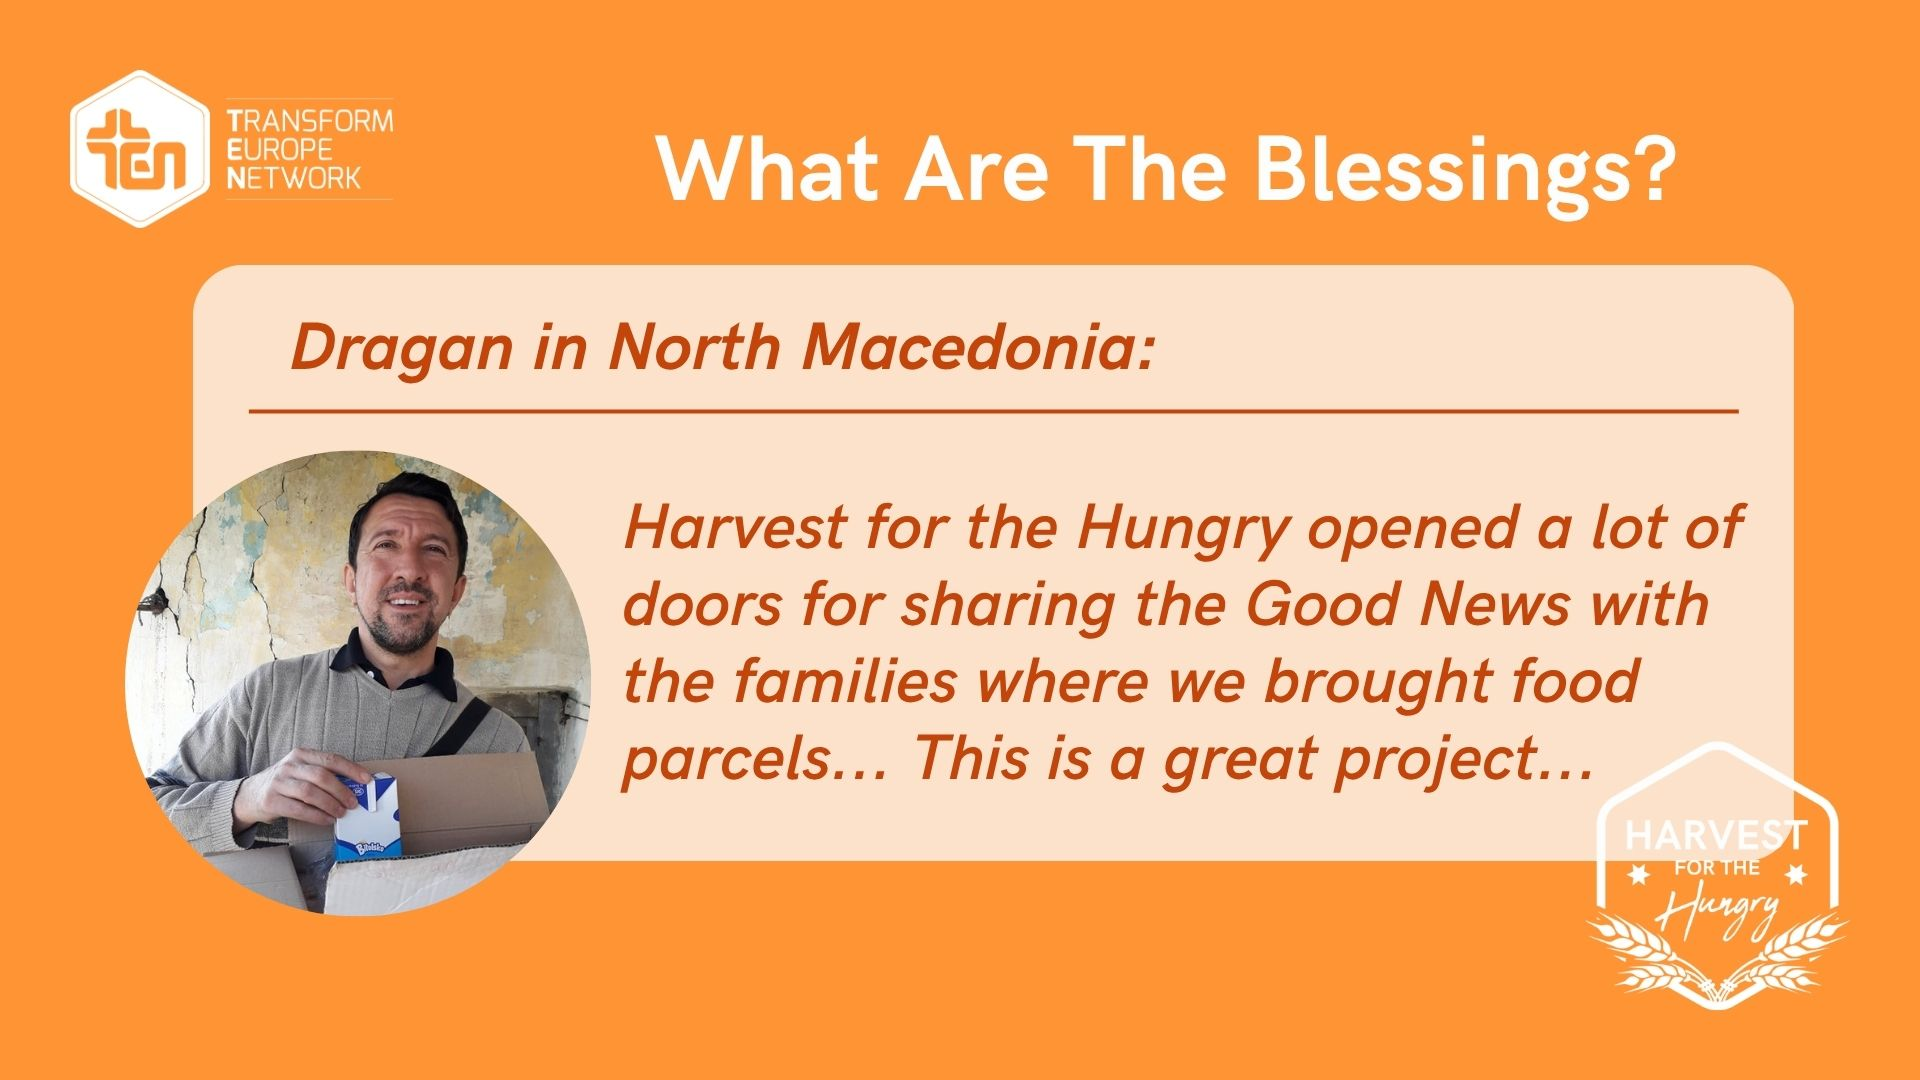 TRANSFORM
EUROPE
NETWORK
What Are The Blessings?
Dragan in North Macedonia:
Harvest for the Hungry opened a lot of
doors for sharing the Good News with
the families where we brought food
parcels... This is a great project...
Bitolsko
HARVEST
FOR THE
Hungry